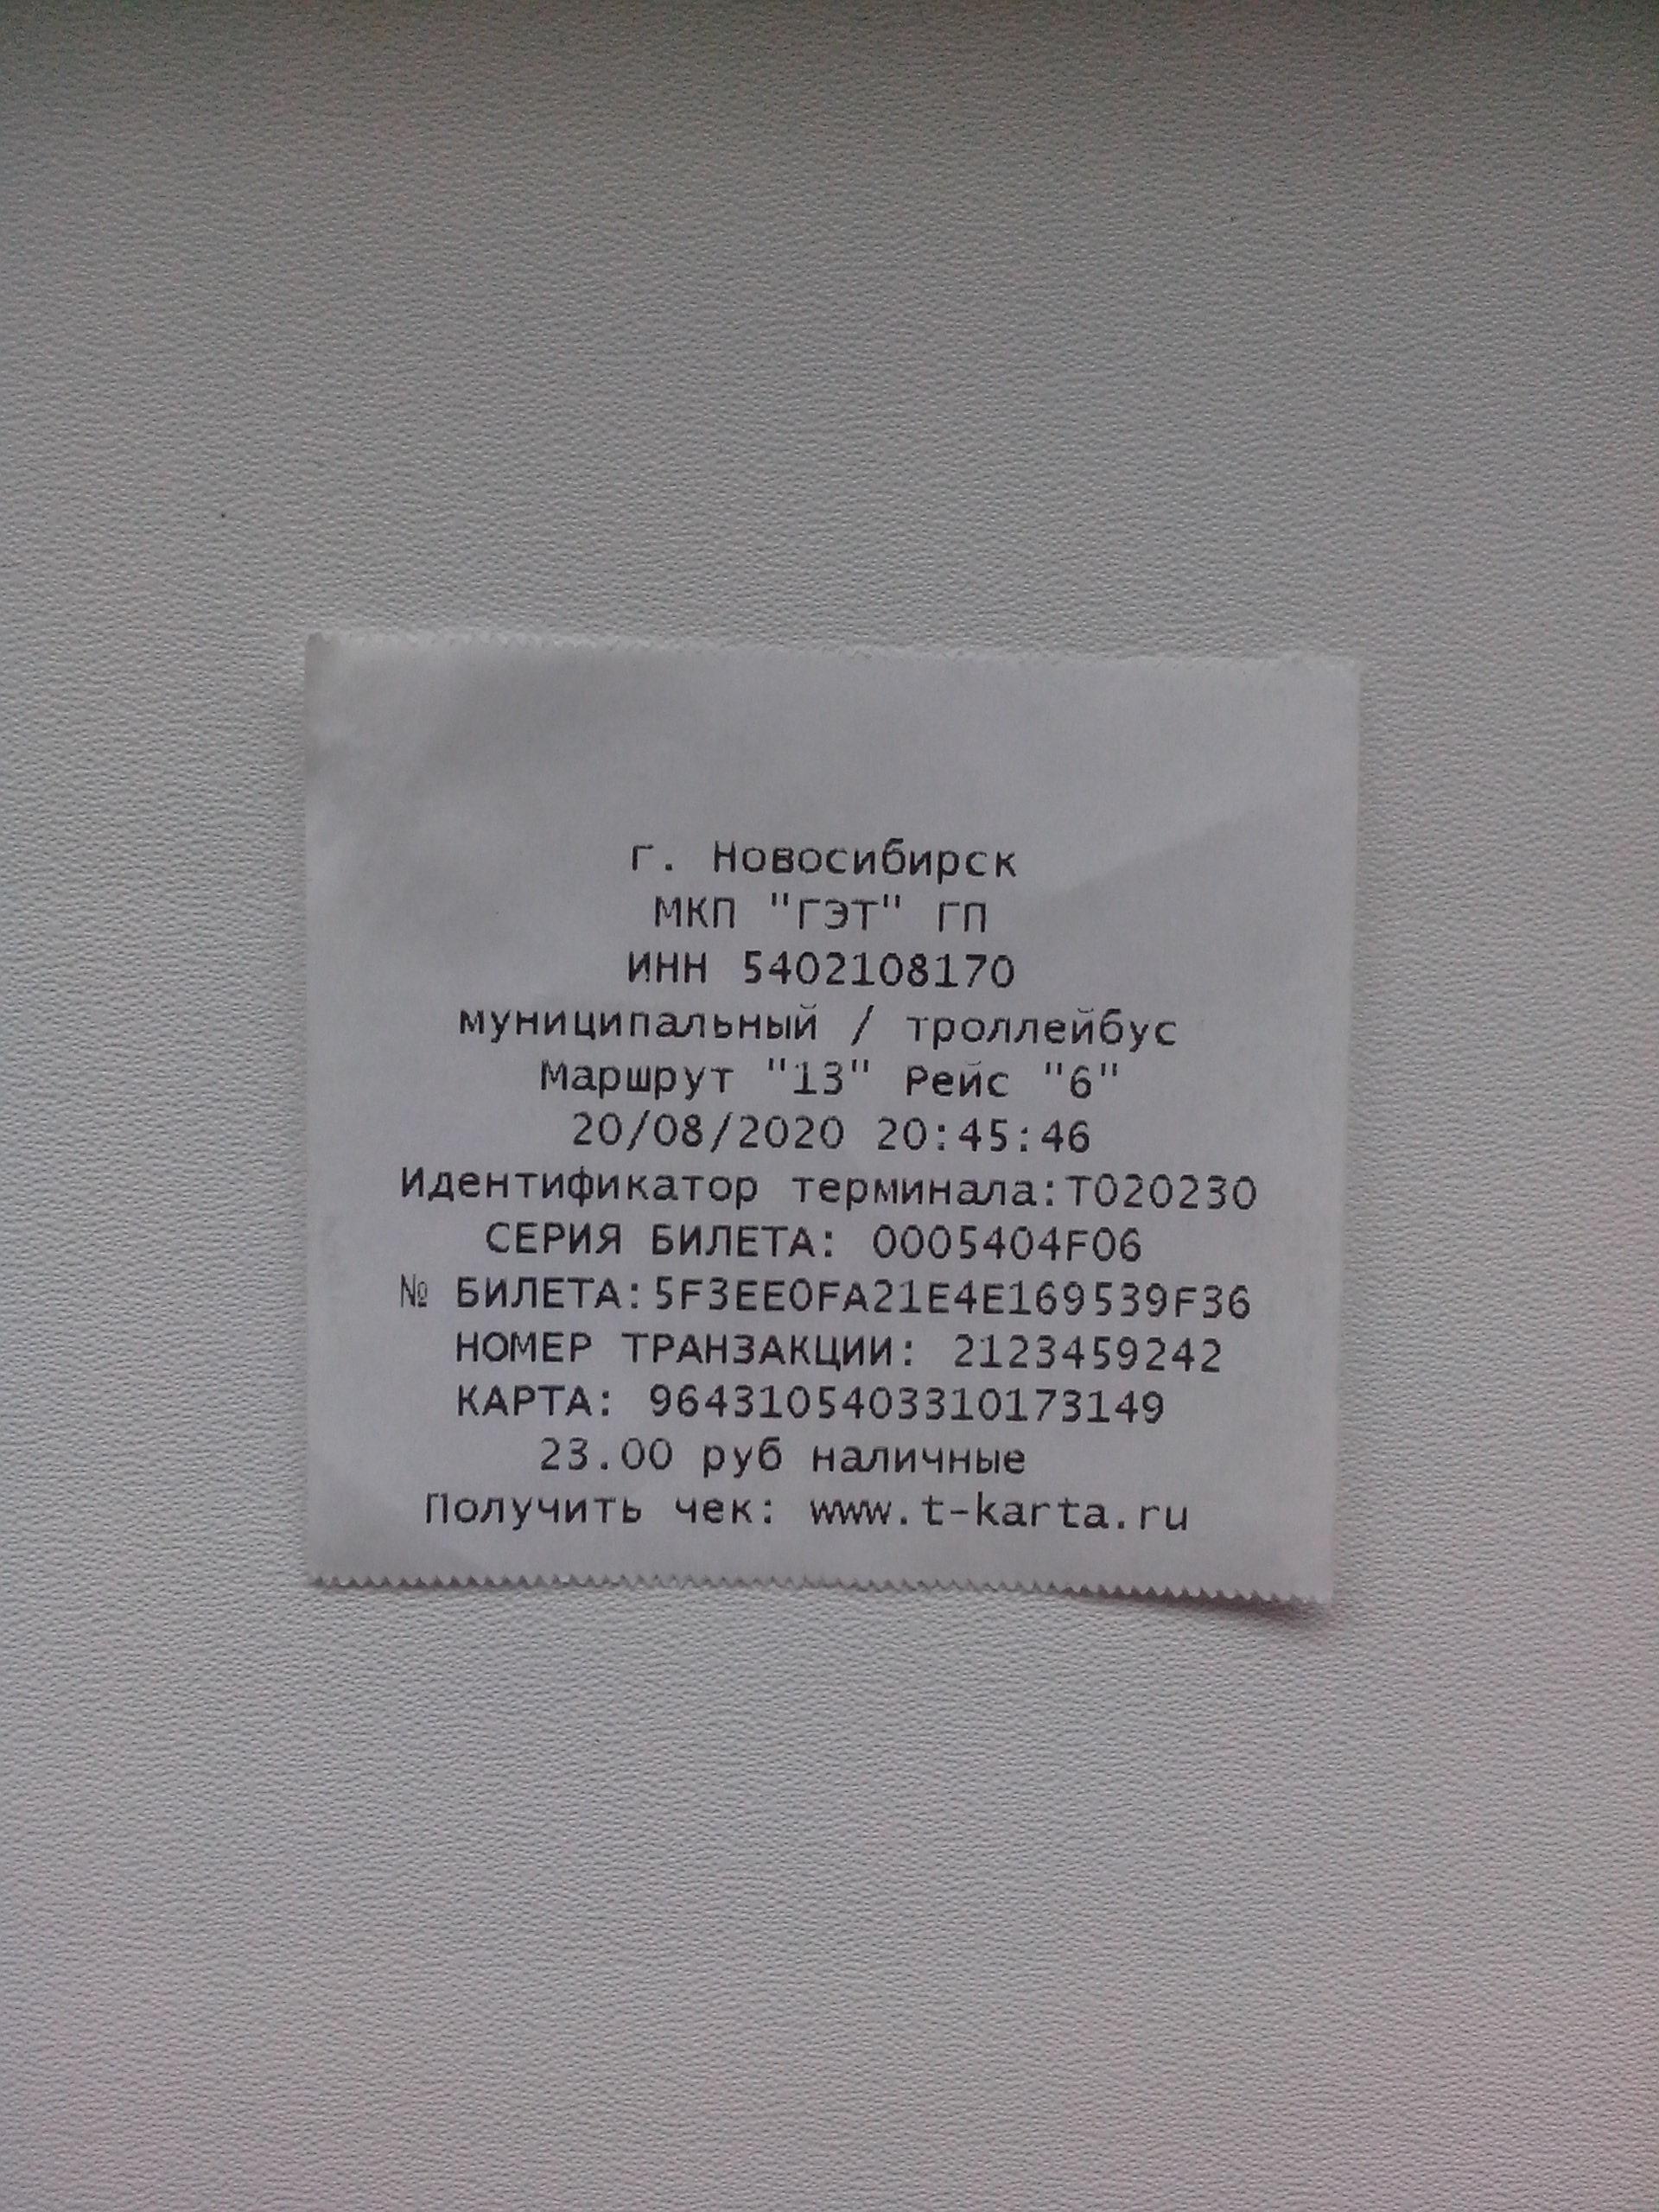 г. Новосибирск
МКП "ГЭТ" ГП
ИНН 5402108170
муниципальный / троллейбус
Маршрут "13" Рейс "6"
20/08/2020 20:45:46
Идентификатор терминала:T020230
СЕРИЯ БИЛЕТА: 0005404F06
№ БИЛЕТА:5F3EE0FA21E4E169539F36
НОМЕР ТРАНЗАКЦИИ: 2123459242
КАРТА: 9643105403310173149
23.00 руб наличные
Получить чек: www.t-karta.ru